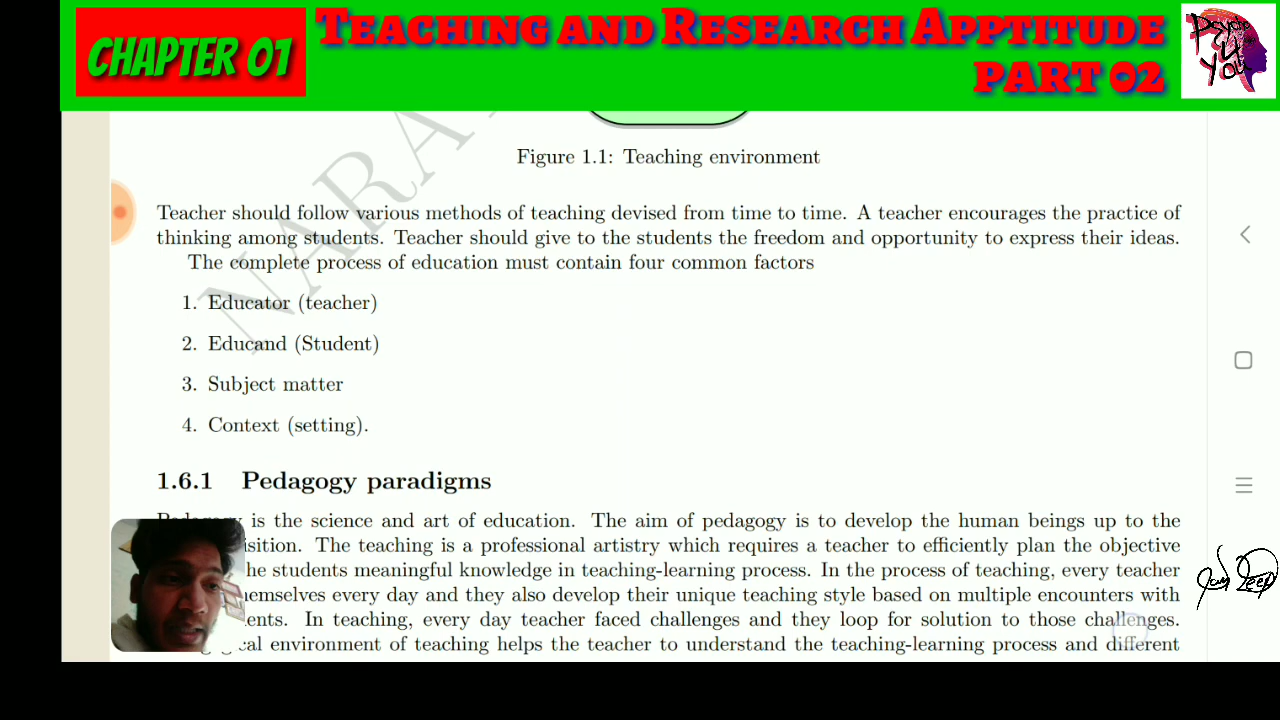 CHAPTER 01
TEACHING AND RESEARCH APPTITUDE
PART 02
Psycho
4
You
NARA
Figure 1.1: Teaching environment
Teacher should follow various methods of teaching devised from time to time. A teacher encourages the practice of
thinking among students. Teacher should give to the students the freedom and opportunity to express their ideas.
The complete process of education must contain four common factors
1. Educator (teacher)
2. Educand (Student)
3. Subject matter
4. Context (setting).
1.6.1 Pedagogy paradigms
is the science and art of education. The aim of pedagogy is to develop the human beings up to the
The teaching is a professional artistry which requires a teacher to efficiently plan the objective
the students meaningful knowledge in teaching-learning process. In the process of teaching, every teacher
every day and they also develop their unique teaching style based on multiple encounters with
In teaching, every day teacher faced challenges and they loop for solution to those challenges.
environment of teaching helps the teacher to understand the teaching-learning process and different